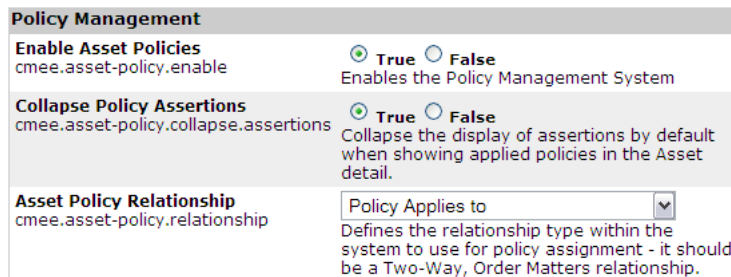 Policy Management
Enable Asset Policies
cmee.asset-policy.enable
True False
Enables the Policy Management System
Collapse Policy Assertions
cmee.asset-policy.collapse.assertions
True False
Collapse the display of assertions by default
when showing applied policies in the Asset
detail.
Asset Policy Relationship
cmee.asset-policy.relationship
Policy Applies to
Defines the relationship type within the
system to use for policy assignment - it should
be a Two-Way, Order Matters relationship.